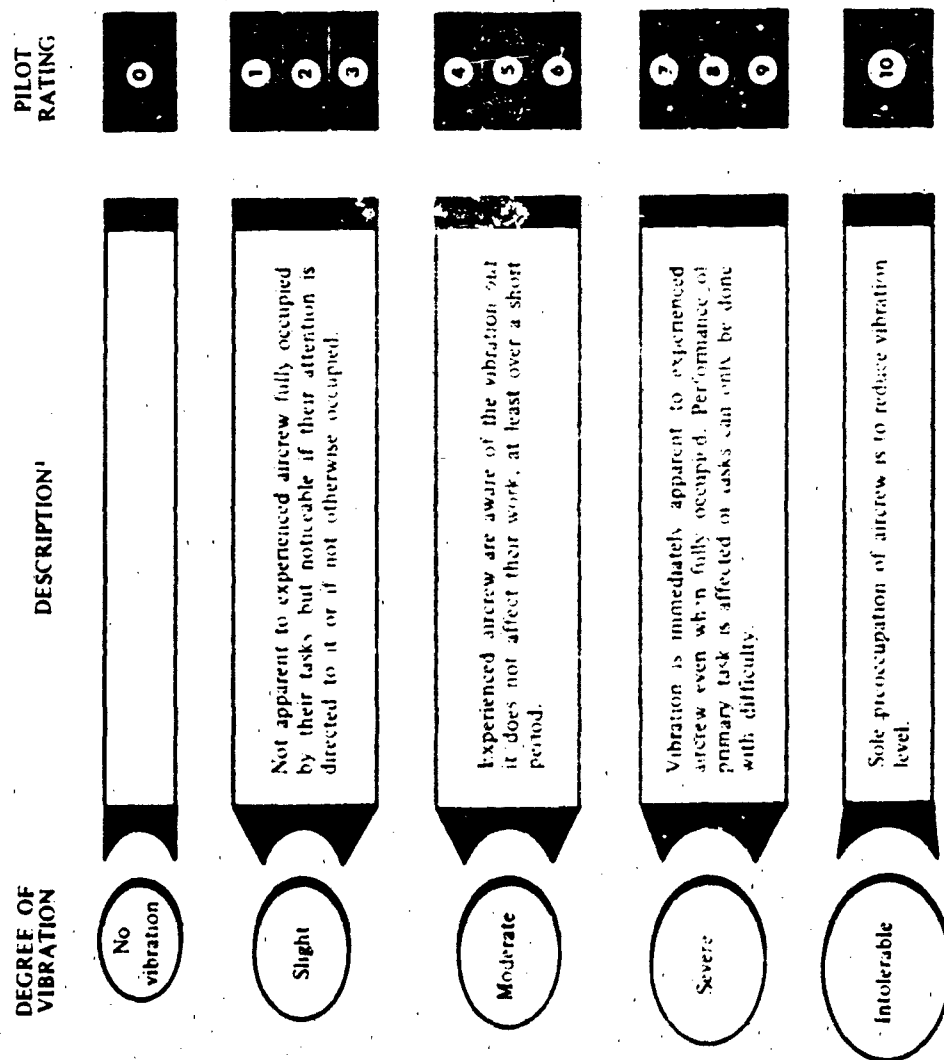 DEGREE OF
VIBRATION
DESCRIPTION¹
PILOT
RATING
No
vibration
0
Slight
Not apparent to experienced aircrew fully occupied
by their tasks, but noticeable if their attention is
directed to it or if not otherwise occupied.
1
2
3
Moderate
Experienced aircrew are aware of the vibration and
it does not affect their work, at least over a short
period.
4
5
6
Severe
Vibration is immediately apparent to experienced
aircrew even when fully occupied. Performance of
primary task is affected or tasks can only be done
with difficulty.
7
8
9
Intolerable
Sole preoccupation of aircrew is to reduce vibration
level.
10